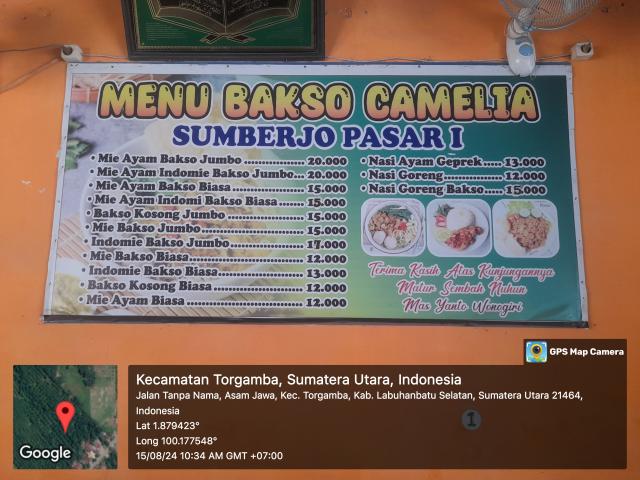 MENU BAKSO CAMELIA
SUMBERJO PASAR I
• Mie Ayam Bakso Jumbo ................ 20.000
• Mie Ayam Indomie Bakso Jumbo... 20.000
• Mie Ayam Bakso Biasa .................. 15.000
• Mie Ayam Indomi Bakso Biasa ....... 15.000
• Bakso Kosong Jumbo .................... 15.000
• Mie Bakso Jumbo .......................... 15.000
• Indomie Bakso Jumbo ................... 17.000
• Mie Bakso Biasa ............................ 12.000
• Indomie Bakso Biasa ..................... 13.000
• Bakso Kosong Biasa ...................... 12.000
• Mie Ayam Biasa ............................. 12.000
• Nasi Ayam Geprek ..... 13.000
• Nasi Goreng ............... 12.000
• Nasi Goreng Bakso ..... 15.000
Terima Kasih Atas Kunjungannya
Matur Sembah Nuhun
Mas Yanto Wonogiri
GPS Map Camera
Kecamatan Torgamba, Sumatera Utara, Indonesia
Jalan Tanpa Nama, Asam Jawa, Kec. Torgamba, Kab. Labuhanbatu Selatan, Sumatera Utara 21464,
Indonesia
Lat 1.879423°
Long 100.177548°
15/08/24 10:34 AM GMT +07:00
Google
1